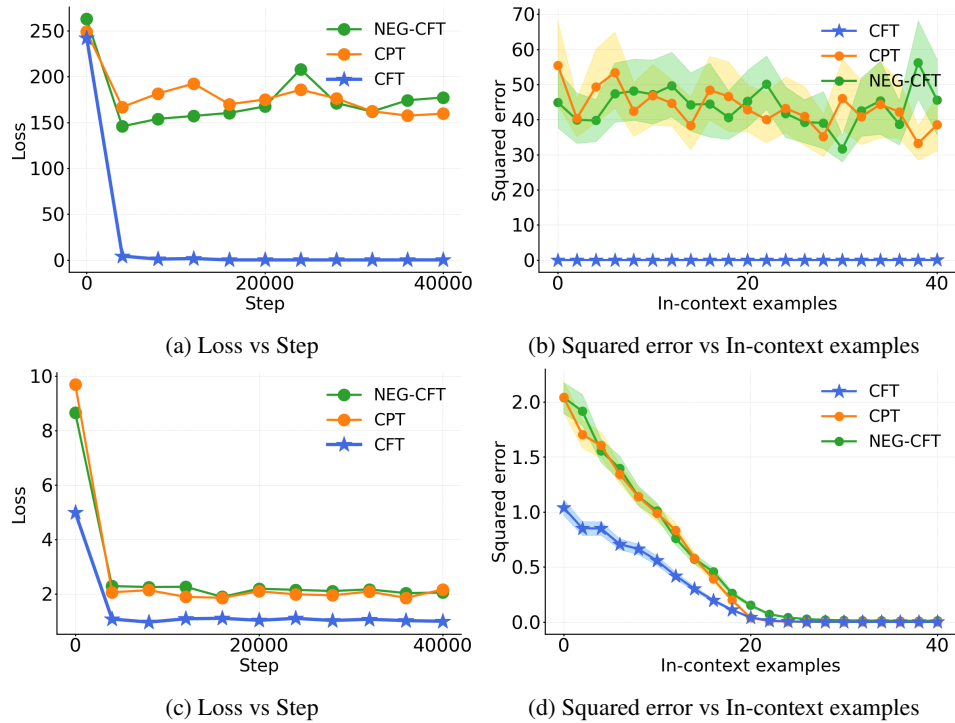 250
200
150
100
50
0
Loss
NEG-CFT
CPT
CFT
0
20000
40000
Step
(a) Loss vs Step
70
60
50
40
30
20
10
0
Squared error
CFT
CPT
NEG-CFT
0
20
40
In-context examples
(b) Squared error vs In-context examples
10
8
6
4
2
Loss
NEG-CFT
CPT
CFT
0
20000
40000
Step
(c) Loss vs Step
2.0
1.5
1.0
0.5
0.0
Squared error
CFT
CPT
NEG-CFT
0
20
40
In-context examples
(d) Squared error vs In-context examples